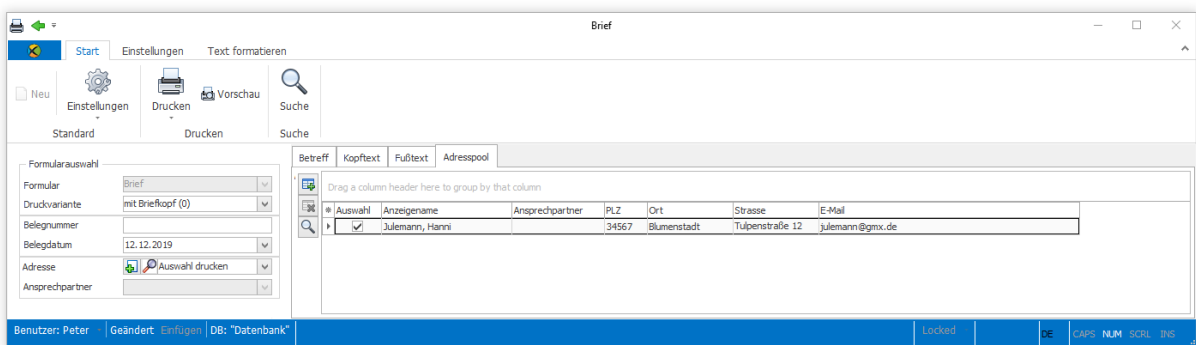 Brief
Start Einstellungen Text formatieren
Neu Einstellungen Drucken Vorschau Suche
Standard Drucken Suche
Formularauswahl
Formular Brief
Druckvariante mit Briefkopf (0)
Belegnummer
Belegdatum 12.12.2019
Adresse Auswahl drucken
Ansprechpartner
Betreff Kopftext Fußtext Adresspool
Drag a column header here to group by that column
Auswahl Anzeigename Ansprechpartner PLZ Ort Strasse E-Mail
Julemann, Hanni 34567 Blumenstadt Tulpenstraße 12 julemann@gmx.de
Benutzer: Peter Geändert Einfügen DB: "Datenbank" Locked DE CAPS NUM SCRL INS